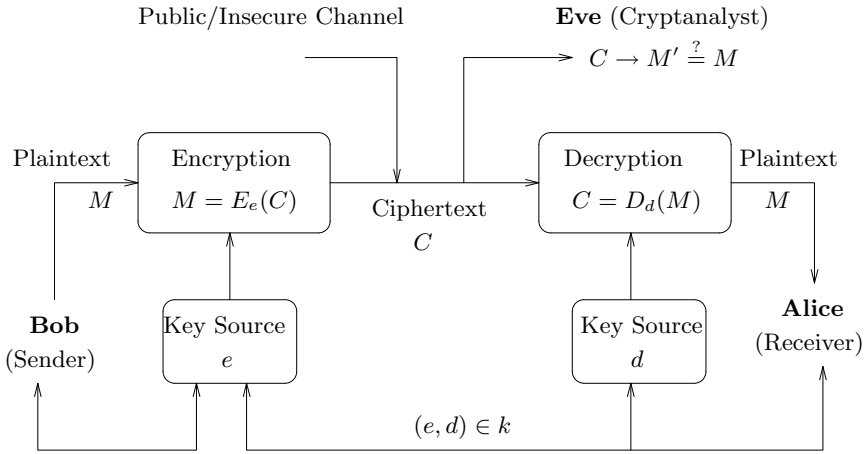 Public/Insecure Channel
Eve (Cryptanalyst)
C → M′ ≟ M
Plaintext
M
Encryption
M = E_e(C)
Ciphertext
C
Decryption
C = D_d(M)
Plaintext
M
Bob
(Sender)
Key Source
e
Key Source
d
Alice
(Receiver)
(e, d) ∈ k